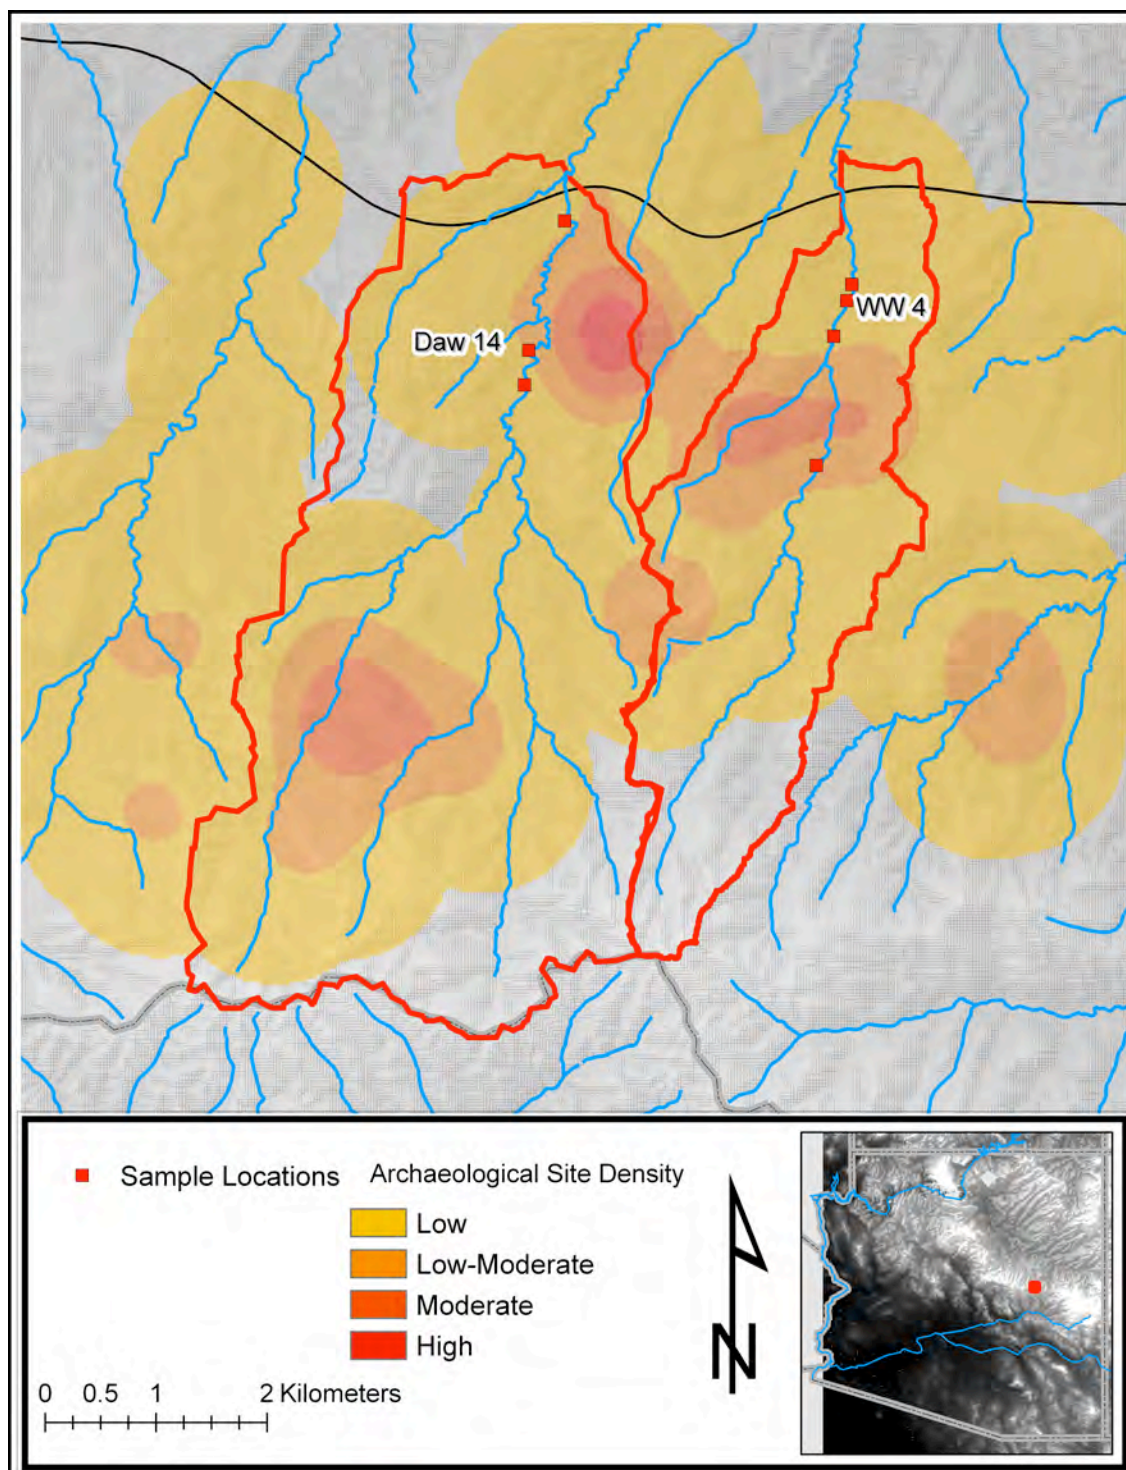 Daw 14
WW 4
Sample Locations
Archaeological Site Density
Low
Low-Moderate
Moderate
High
0 0.5 1 2 Kilometers
N